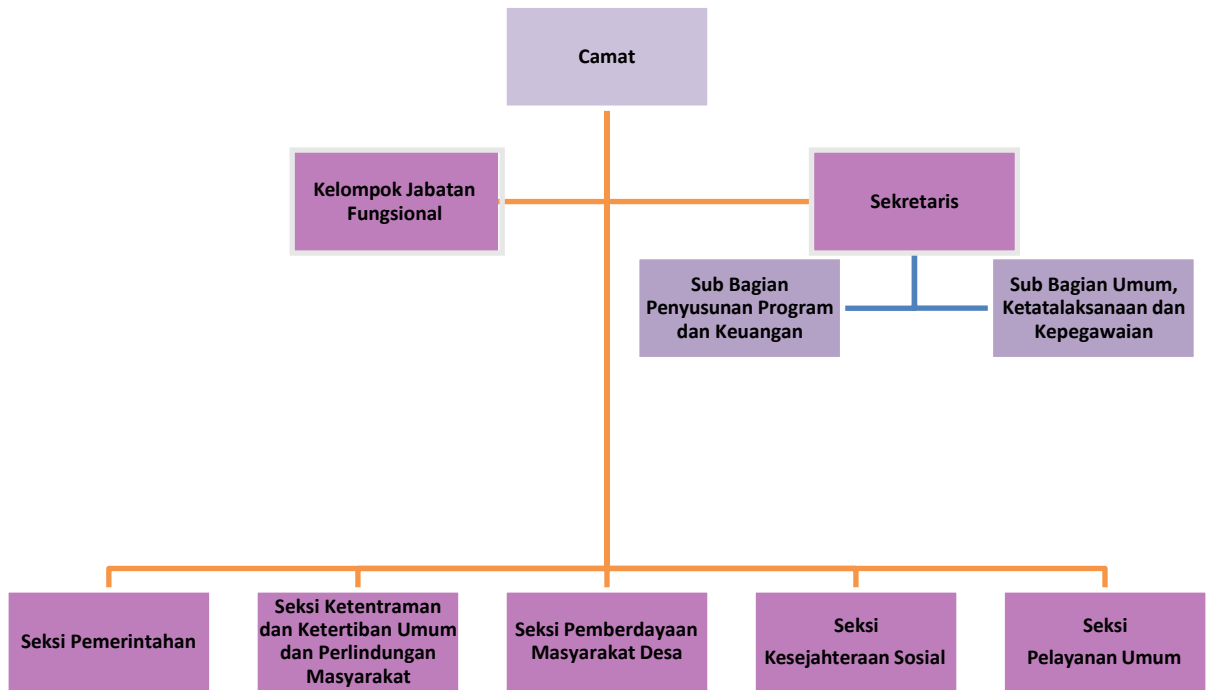 Camat
Kelompok Jabatan
Fungsional
Sekretaris
Sub Bagian
Penyusunan Program
dan Keuangan
Sub Bagian Umum,
Ketatalaksanaan dan
Kepegawaian
Seksi Pemerintahan
Seksi Ketentraman
dan Ketertiban Umum
dan Perlindungan
Masyarakat
Seksi Pemberdayaan
Masyarakat Desa
Seksi
Kesejahteraan Sosial
Seksi
Pelayanan Umum